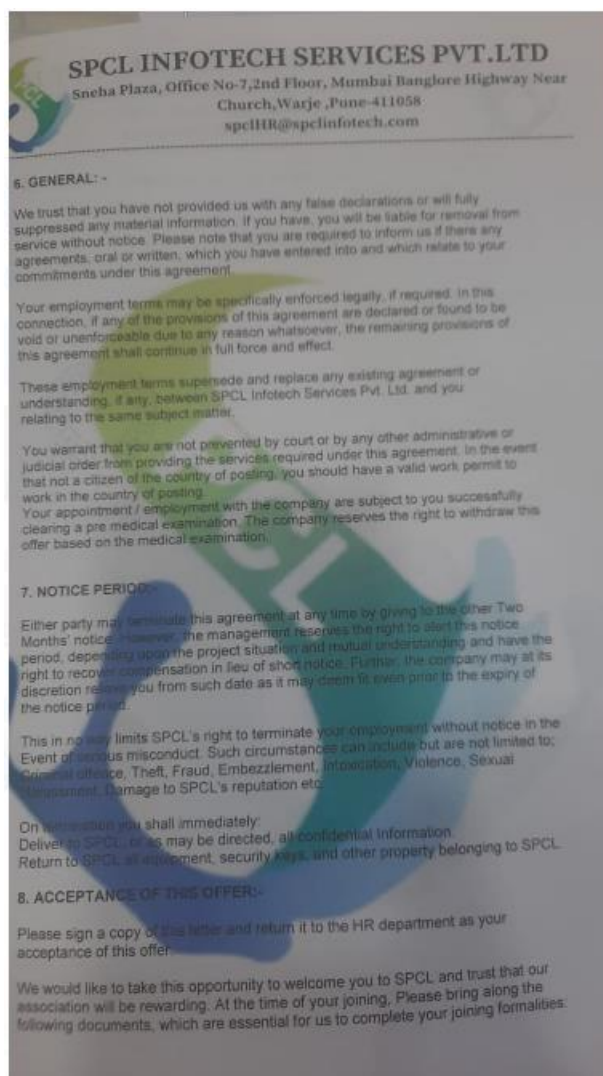 SPCL INFOTECH SERVICES PVT.LTD
Sneha Plaza, Office No-7,2nd Floor, Mumbai Banglore Highway Near
Church,Warje ,Pune-411058
spclHR@spclinfotech.com
6. GENERAL: -
We trust that you have not provided us with any false declarations or will fully
suppressed any material information. If you have, you will be liable for removal from
service without notice. Please note that you are required to inform us if there any
agreements, oral or written, which you have entered into and which relate to your
commitments under this agreement.
Your employment terms may be specifically enforced legally, if required. In this
connection, if any of the provisions of this agreement are declared or found to be
void or unenforceable due to any reason whatsoever, the remaining provisions of
this agreement shall continue in full force and effect.
These employment terms supersede and replace any existing agreement or
understanding, if any, between SPCL Infotech Services Pvt. Ltd. and you
relating to the same subject matter.
You warrant that you are not prevented by court or by any other administrative or
judicial order from providing the services required under this agreement. In the event
that not a citizen of the country of posting, you should have a valid work permit to
work in the country of posting.
Your appointment / employment with the company are subject to you successfully
clearing a pre medical examination. The company reserves the right to withdraw this
offer based on the medical examination.
7. NOTICE PERIOD:-
Either party may terminate this agreement at any time by giving to the other Two
Months' notice. However, the management reserves the right to alert this notice
period, depending upon the project situation and mutual understanding and have the
right to recover compensation in lieu of short notice. Further, the company may at its
discretion relieve you from such date as it may deem fit even prior to the expiry of
the notice period.
This in no way limits SPCL's right to terminate your employment without notice in the
Event of serious misconduct. Such circumstances can include but are not limited to;
Criminal offence, Theft, Fraud, Embezzlement, Intoxication, Violence, Sexual
Harassment, Damage to SPCL's reputation etc.
On you shall immediately:
Deliver to SPCL, or as may be directed, all confidential Information.
Return to SPCL all equipment, security keys, and other property belonging to SPCL.
8. ACCEPTANCE OF THIS OFFER:-
Please sign a copy of this letter and return it to the HR department as your
acceptance of this offer.
We would like to take this opportunity to welcome you to SPCL and trust that our
association will be rewarding. At the time of your joining, Please bring along the
following documents, which are essential for us to complete your joining formalities.